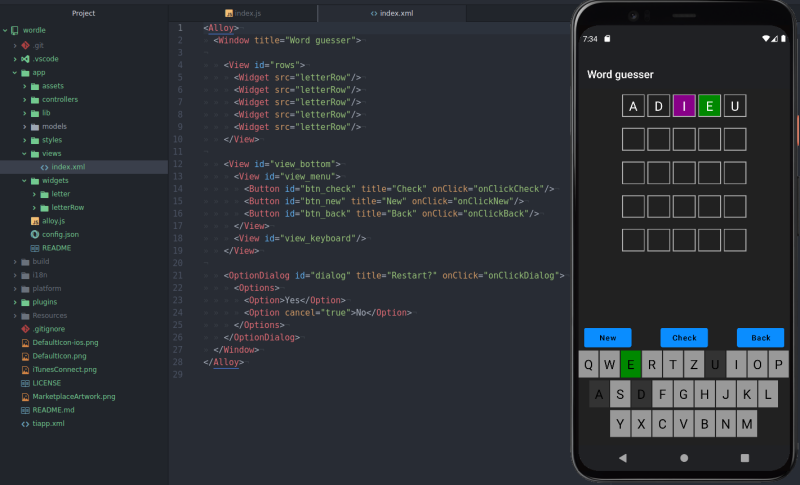 Project
wordle
.git
.vscode
app
assets
controllers
lib
models
styles
views
index.xml
widgets
letter
letterRow
alloy.js
config.json
README
build
i18n
platform
plugins
Resources
.gitignore
DefaultIcon-ios.png
DefaultIcon.png
iTunesConnect.png
LICENSE
MarketplaceArtwork.png
README.md
tiapp.xml
index.js
index.xml
1 <Alloy>
2 <Window title="Word guesser">
3
4 <View id="rows">
5 <Widget src="letterRow"/>
6 <Widget src="letterRow"/>
7 <Widget src="letterRow"/>
8 <Widget src="letterRow"/>
9 <Widget src="letterRow"/>
10 </View>
11
12 <View id="view_bottom">
13 <View id="view_menu">
14 <Button id="btn_check" title="Check" onClick="onClickCheck"/>
15 <Button id="btn_new" title="New" onClick="onClickNew"/>
16 <Button id="btn_back" title="Back" onClick="onClickBack"/>
17 </View>
18 <View id="view_keyboard"/>
19 </View>
20
21 <OptionDialog id="dialog" title="Restart?" onClick="onClickDialog">
22 <Options>
23 <Option>Yes</Option>
24 <Option cancel="true">No</Option>
25 </Options>
26 </OptionDialog>
27 </Window>
28 </Alloy>
29
7:34
Word guesser
A D I E U
New Check Back
Q W E R T Z U I O P
A S D F G H J K L
Y X C V B N M